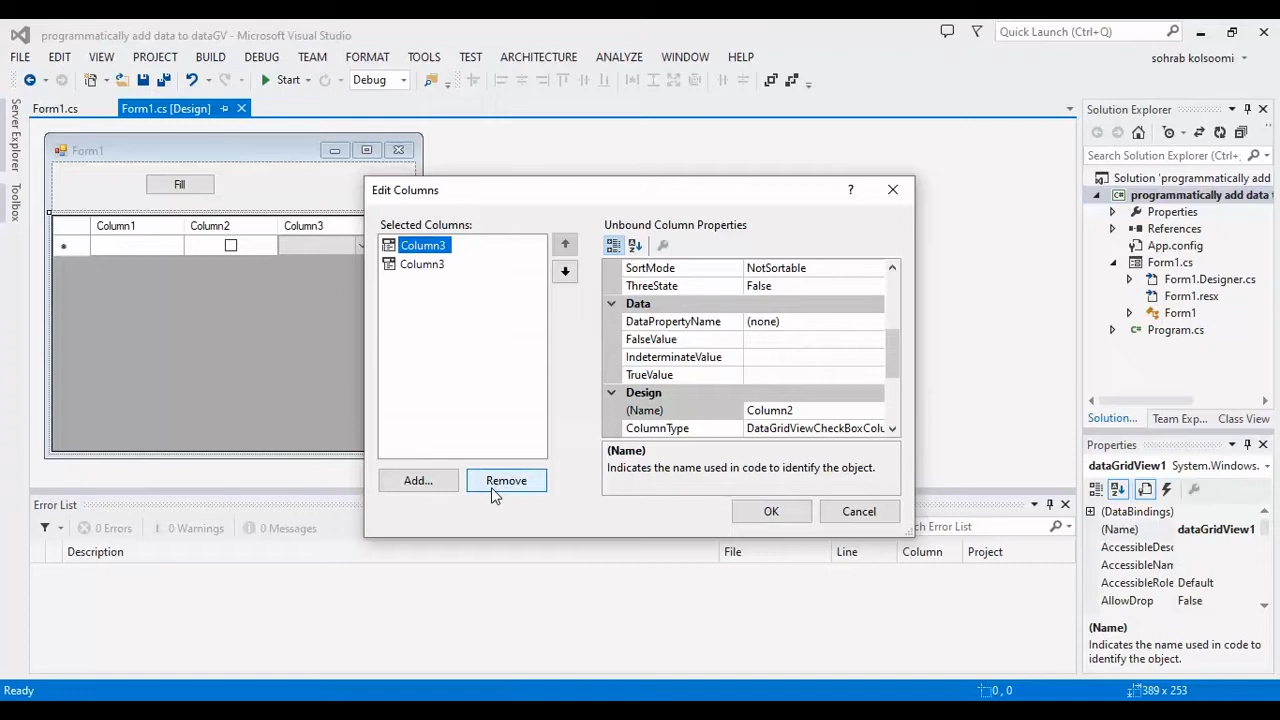 programmatically add data to dataGV - Microsoft Visual Studio
Quick Launch (Ctrl+Q)
FILE EDIT VIEW PROJECT BUILD DEBUG TEAM FORMAT TOOLS TEST ARCHITECTURE ANALYZE WINDOW HELP
sohrab kolsoomi
Start Debug
Server Explorer
Toolbox
Form1.cs Form1.cs [Design]
Form1
Fill
Column1 Column2 Column3
Edit Columns
Selected Columns:
Column3
Column3
Add... Remove
Unbound Column Properties
SortMode NotSortable
ThreeState False
Data
DataPropertyName (none)
FalseValue
IndeterminateValue
TrueValue
Design
(Name) Column2
ColumnType DataGridViewCheckBoxColu
(Name)
Indicates the name used in code to identify the object.
OK Cancel
Solution Explorer
Search Solution Explorer (Ctrl+
Solution 'programmatically add
programmatically add data t
Properties
References
App.config
Form1.cs
Form1.Designer.cs
Form1.resx
Form1
Program.cs
Solution... Team Exp... Class View
Properties
dataGridView1 System.Windows.
(DataBindings)
(Name) dataGridView1
AccessibleDesc
AccessibleNam
AccessibleRole Default
AllowDrop False
(Name)
Indicates the name used in code to identify the object.
Error List
0 Errors 0 Warnings 0 Messages
ch Error List
Description File Line Column Project
Ready 0 , 0 389 x 253